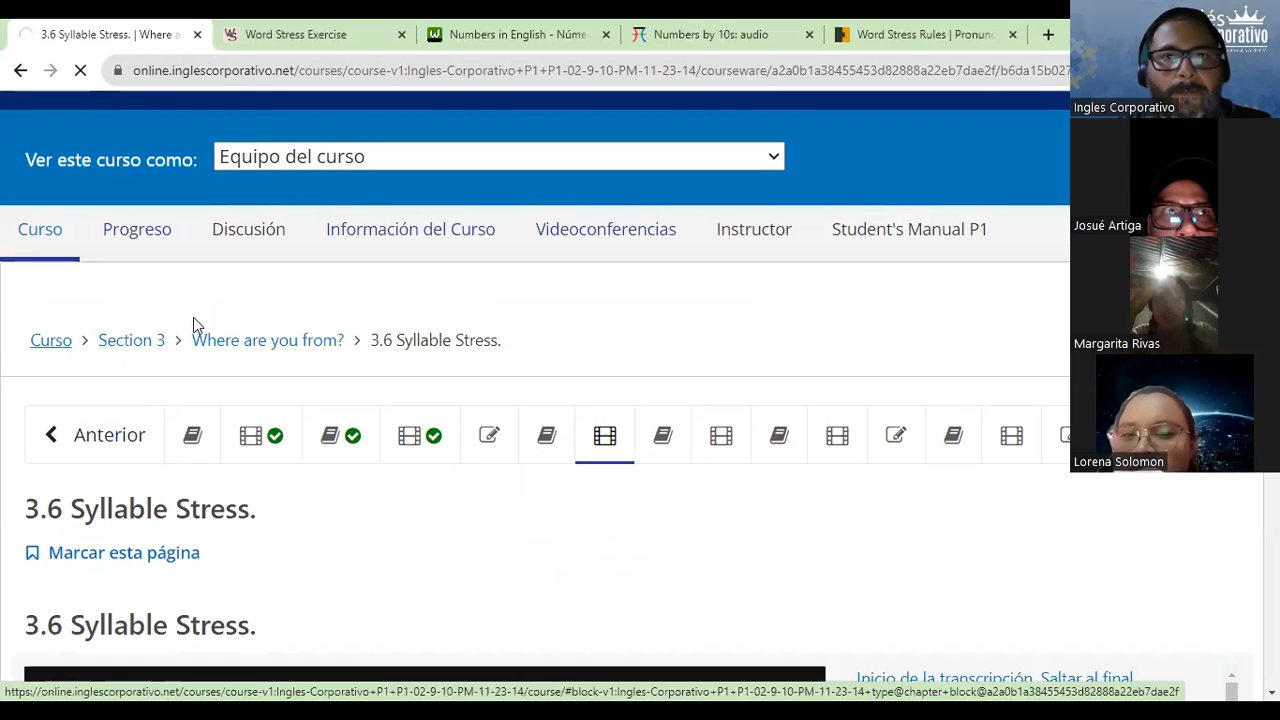 3.6 Syllable Stress. | Where a
Word Stress Exercise
Numbers in English - Núme
Numbers by 10s: audio
Word Stress Rules | Pronunc
online.inglescorporativo.net/courses/course-v1:Ingles-Corporativo+P1+P1-02-9-10-PM-11-23-14/courseware/a2a0b1a38455453d82888a22eb7dae2f/b6da15b027
Ver este curso como:
Equipo del curso
Curso
Progreso
Discusión
Información del Curso
Videoconferencias
Instructor
Student's Manual P1
Curso > Section 3 > Where are you from? > 3.6 Syllable Stress.
Anterior
3.6 Syllable Stress.
Marcar esta página
3.6 Syllable Stress.
Inicio de la transcripción. Saltar al final.
https://online.inglescorporativo.net/courses/course-v1:Ingles-Corporativo+P1+P1-02-9-10-PM-11-23-14/course/#block-v1:Ingles-Corporativo+P1+P1-02-9-10-PM-11-23-14+type@chapter+block@a2a0b1a38455453d82888a22eb7dae2f
Ingles Corporativo
Josué Artiga
Margarita Rivas
Lorena Solomon